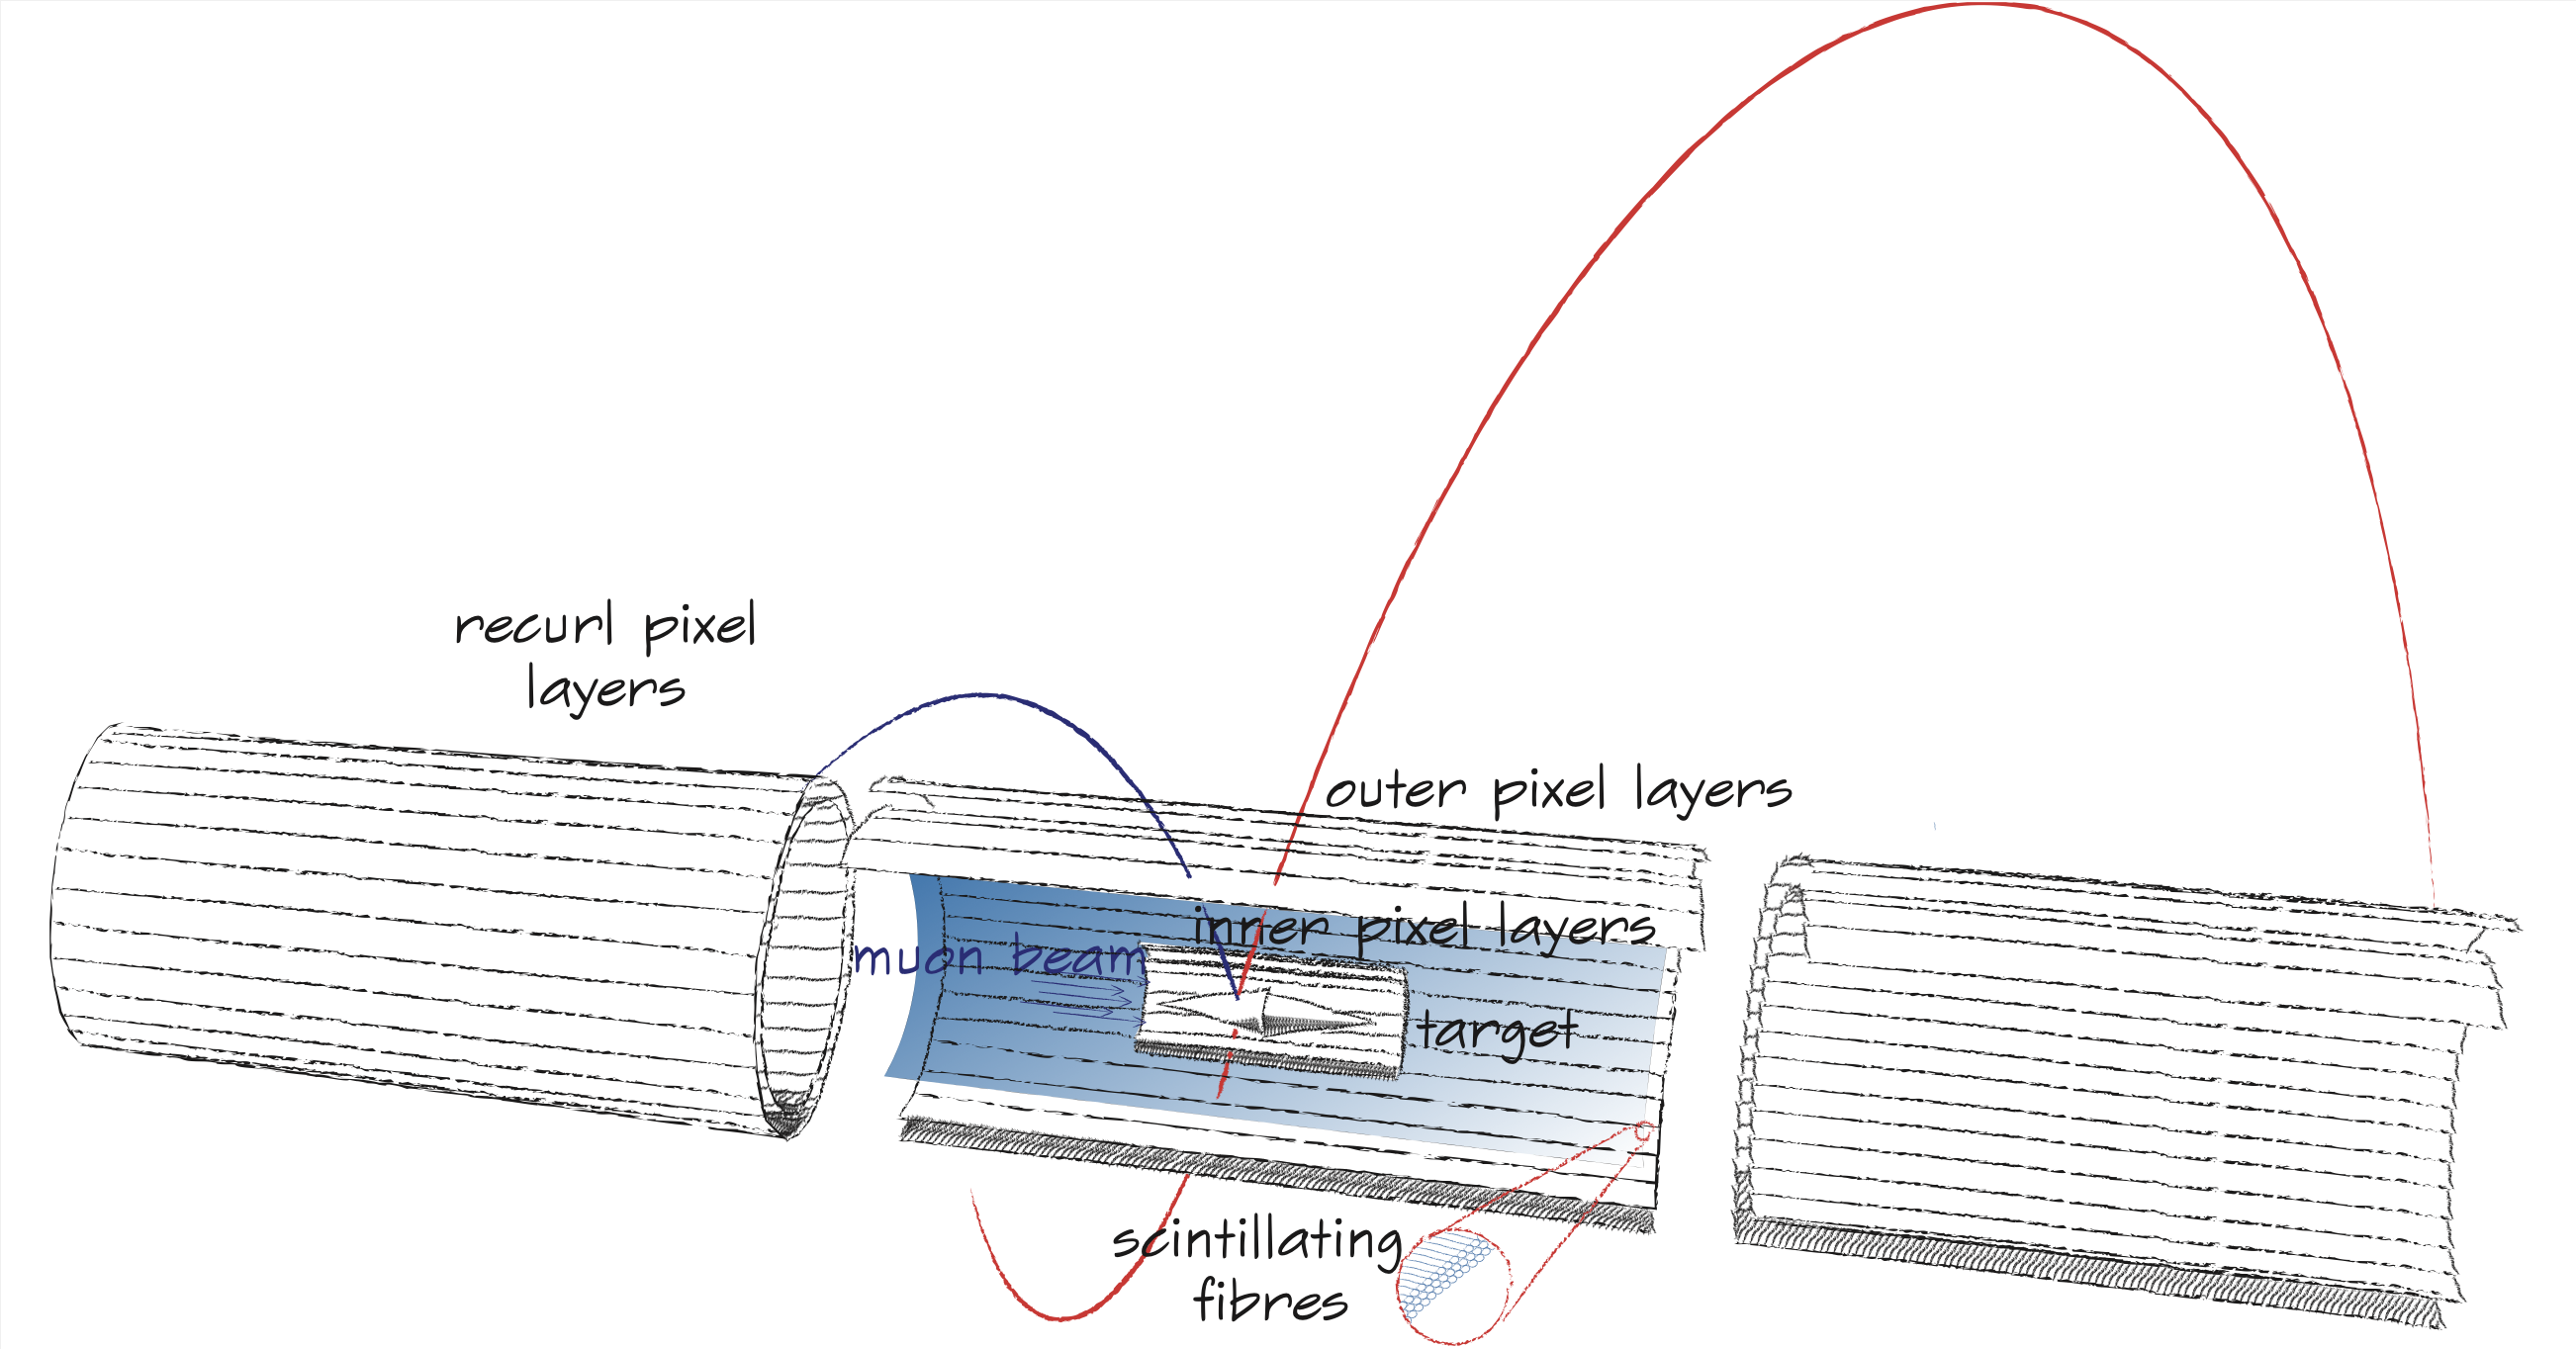 recurl pixel
layers
outer pixel layers
inner pixel layers
muon beam
target
scintillating
fibres